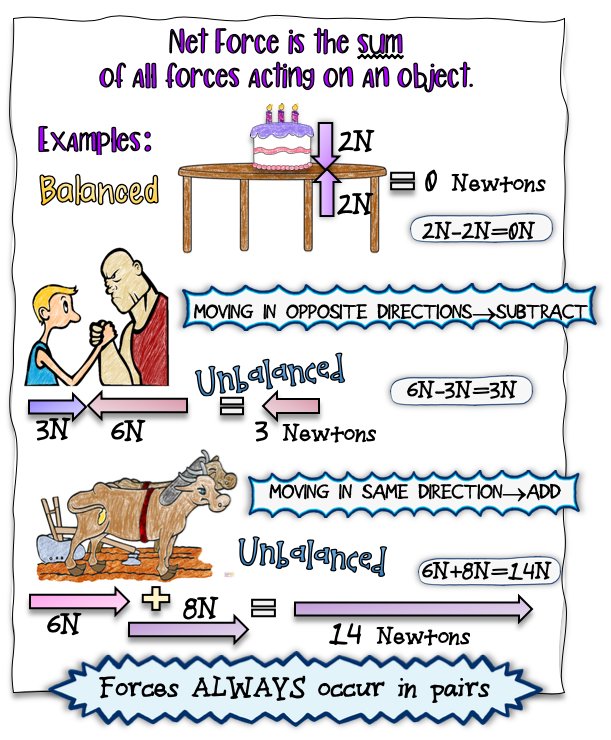 Net Force is the sum
of all forces acting on an object.
Examples:
2N
Balanced
= 0 Newtons
2N
2N-2N=0N
MOVING IN OPPOSITE DIRECTIONS→SUBTRACT
Unbalanced
6N-3N=3N
=
3N 6N 3 Newtons
MOVING IN SAME DIRECTION→ADD
Unbalanced
6N+8N=14N
+ 8N =
6N
14 Newtons
Forces ALWAYS occur in pairs